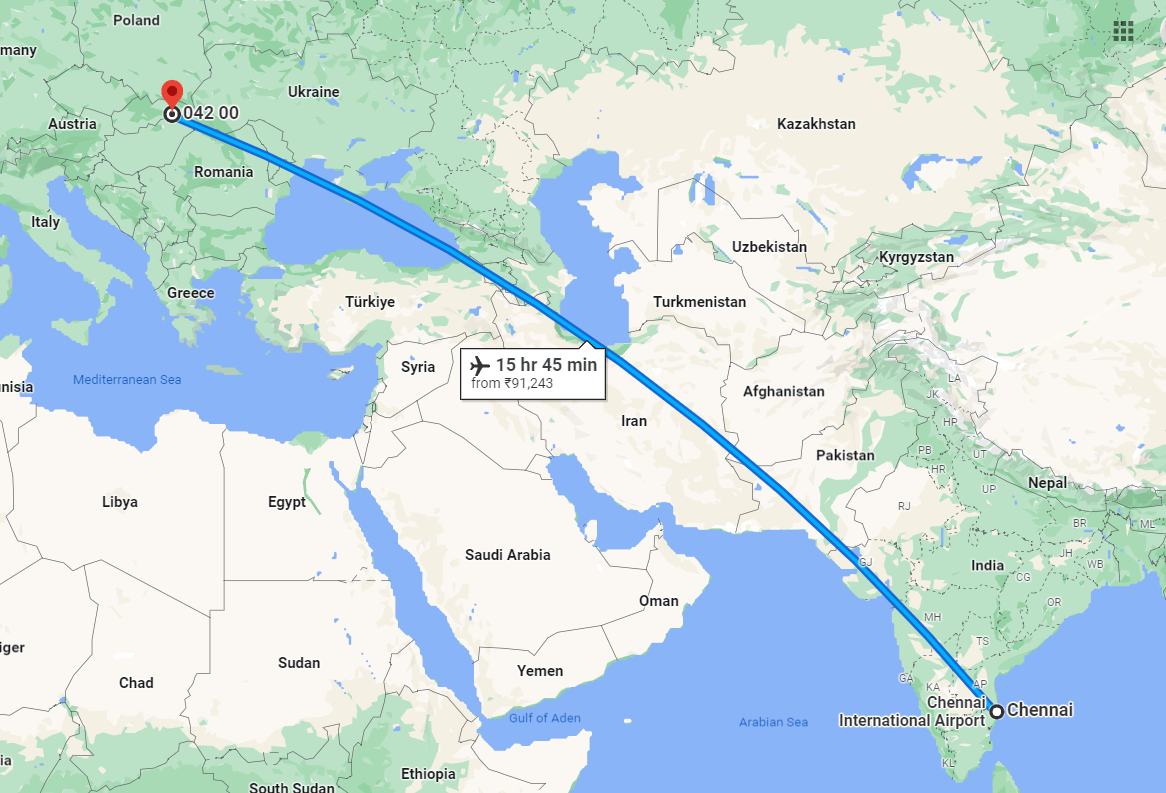 Poland
many
Ukraine
042 00
Austria
Kazakhstan
Romania
Italy
Uzbekistan
Kyrgyzstan
Greece
Türkiye
Turkmenistan
15 hr 45 min
from ₹91,243
Syria
Mediterranean Sea
nisia
LA
Afghanistan
JK
Iran
HP
PB
UT
Pakistan
HR
Nepal
UP
Libya
Egypt
RJ
BR
ML
Saudi Arabia
GJ
India
JH
WB
CG
Oman
OR
MH
TS
iger
Sudan
Yemen
Chad
GA
KA
AP
Chennai
International Airport
Chennai
Gulf of Aden
Arabian Sea
ia
KL
Ethiopia
South Sudan